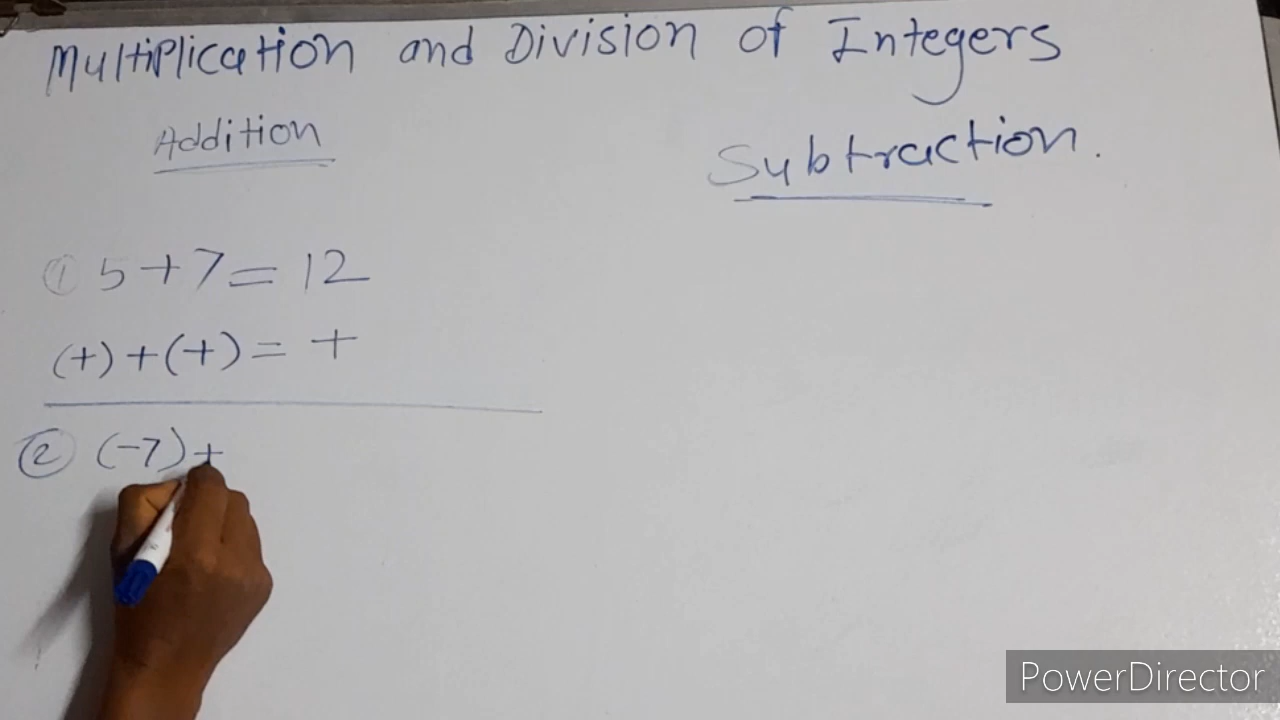 Multiplication and Division of Integers
Addition
Subtraction.
① 5+7=12
(+)+(+)= +
② (-7)+
PowerDirector